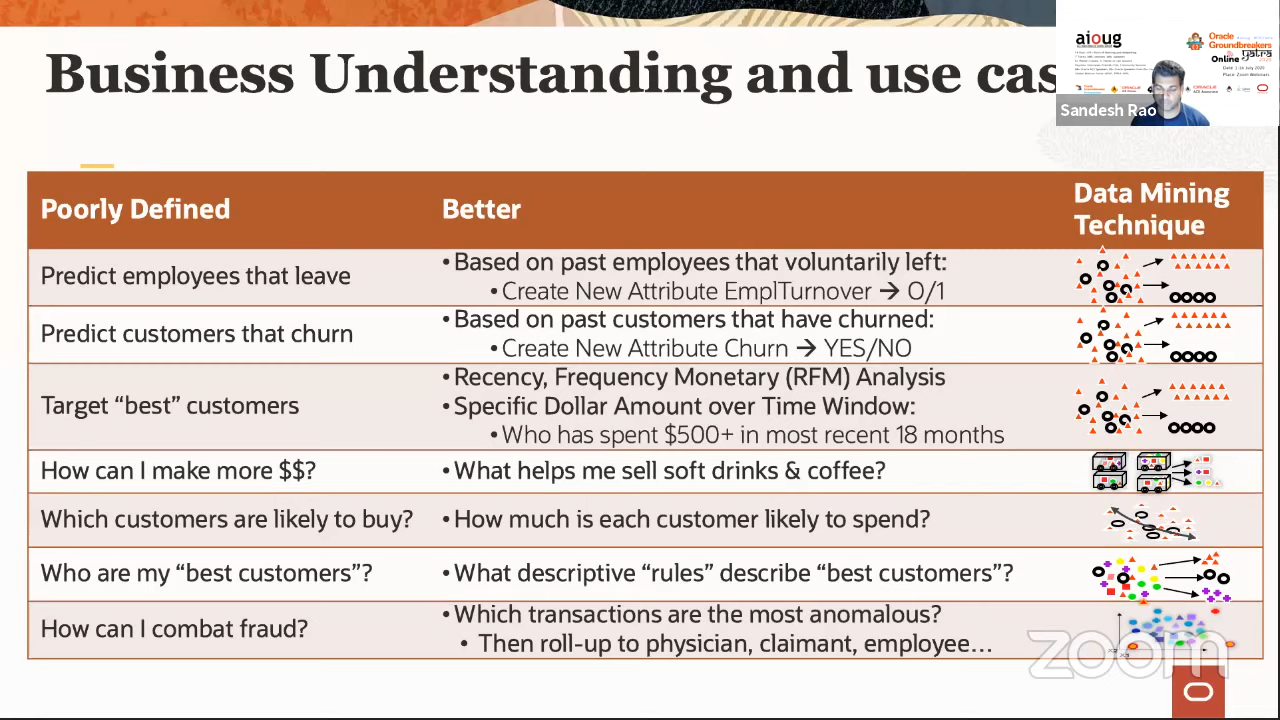 Business Understanding and use cas
aioug
Oracle
Groundbreakers
yatra
Online
2020
Sandesh Rao
Poorly Defined
Better
Data Mining
Technique
Predict employees that leave
• Based on past employees that voluntarily left:
• Create New Attribute EmplTurnover → O/1
Predict customers that churn
• Based on past customers that have churned:
• Create New Attribute Churn → YES/NO
Target “best” customers
• Recency, Frequency Monetary (RFM) Analysis
• Specific Dollar Amount over Time Window:
• Who has spent $500+ in most recent 18 months
How can I make more $$?
• What helps me sell soft drinks & coffee?
Which customers are likely to buy?
• How much is each customer likely to spend?
Who are my “best customers”?
• What descriptive “rules” describe “best customers”?
How can I combat fraud?
• Which transactions are the most anomalous?
• Then roll-up to physician, claimant, employee…
zoom